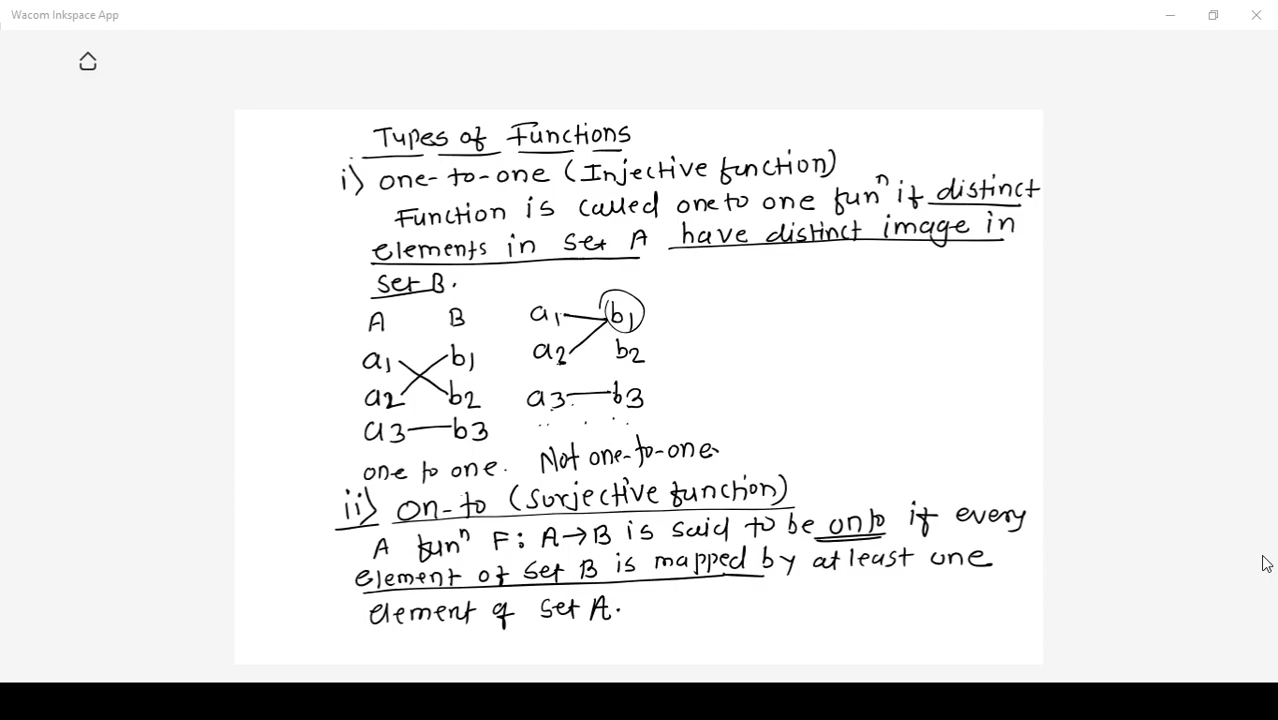 Wacom Inkspace App
Types of Functions
i) one-to-one (Injective function)
Function is called one to one funⁿ if distinct
elements in set A have distinct image in
set B.
A B
a1 b1 a1 b1
a2 b2 a2 b2
a3 b3 a3 b3
one to one. Not one-to-one
ii) on-to (Surjective function)
A funⁿ F: A→B is said to be onto if every
element of set B is mapped by atleast one
element of set A.